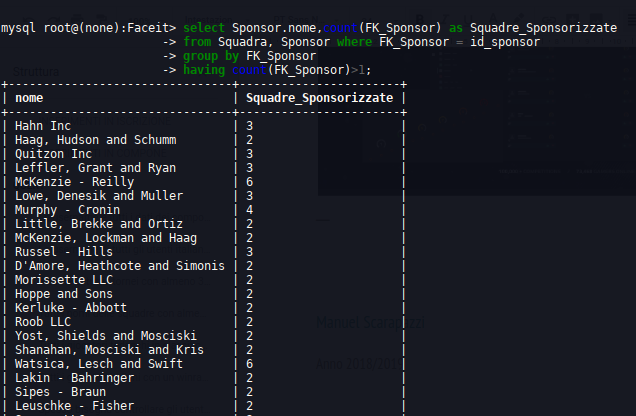 mysql root@(none):Faceit> select Sponsor.nome,count(FK_Sponsor) as Squadre_Sponsorizzate
-> from Squadra, Sponsor where FK_Sponsor = id_sponsor
-> group by FK_Sponsor
-> having count(FK_Sponsor)>1;
+--------------------------------+-----------------------+
| nome | Squadre_Sponsorizzate |
+--------------------------------+-----------------------+
| Hahn Inc | 3 |
| Haag, Hudson and Schumm | 2 |
| Quitzon Inc | 3 |
| Leffler, Grant and Ryan | 3 |
| McKenzie - Reilly | 6 |
| Lowe, Denesik and Muller | 3 |
| Murphy - Cronin | 4 |
| Little, Brekke and Ortiz | 2 |
| McKenzie, Lockman and Haag | 2 |
| Russel - Hills | 3 |
| D'Amore, Heathcote and Simonis | 2 |
| Morissette LLC | 2 |
| Hoppe and Sons | 2 |
| Kerluke - Abbott | 2 |
| Roob LLC | 2 |
| Yost, Shields and Mosciski | 2 |
| Shanahan, Mosciski and Kris | 2 |
| Watsica, Lesch and Swift | 6 |
| Lakin - Bahringer | 2 |
| Sipes - Braun | 2 |
| Leuschke - Fisher | 2 |